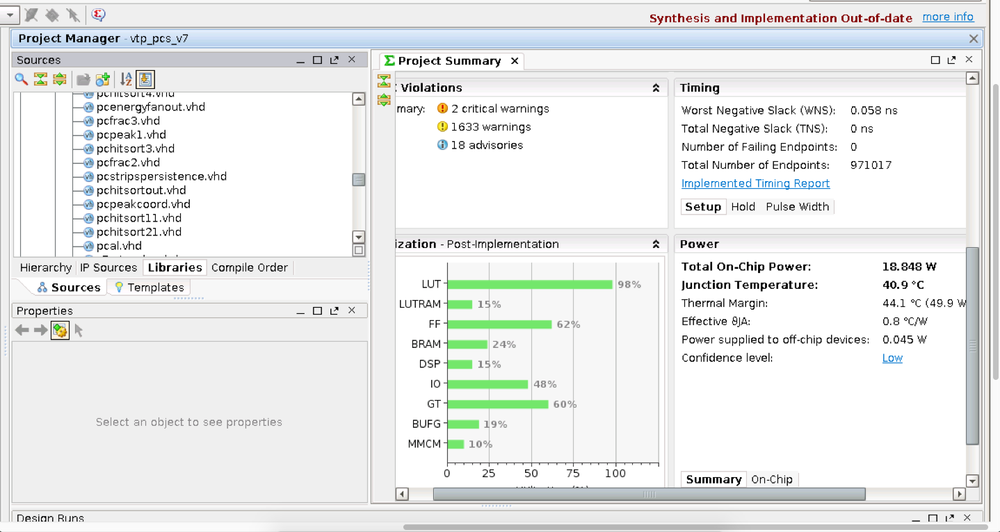 Synthesis and Implementation Out-of-date more info
Project Manager - vtp_pcs_v7
Sources
pchitsort4.vhd
pcenergyfanout.vhd
pcfrac3.vhd
pcpeak1.vhd
pchitsort3.vhd
pcfrac2.vhd
pcstripspersistence.vhd
pchitsortout.vhd
pcpeakcoord.vhd
pchitsort11.vhd
pchitsort21.vhd
pcal.vhd
Hierarchy IP Sources Libraries Compile Order
Sources Templates
Properties
Select an object to see properties
Project Summary
Violations
mary: 2 critical warnings
1633 warnings
18 advisories
Timing
Worst Negative Slack (WNS): 0.058 ns
Total Negative Slack (TNS): 0 ns
Number of Failing Endpoints: 0
Total Number of Endpoints: 971017
Implemented Timing Report
Setup Hold Pulse Width
ization - Post-Implementation
LUT 98%
LUTRAM 15%
FF 62%
BRAM 24%
DSP 15%
IO 48%
GT 60%
BUFG 19%
MMCM 10%
0 25 50 75 100
Power
Total On-Chip Power: 18.848 W
Junction Temperature: 40.9 °C
Thermal Margin: 44.1 °C (49.9 W
Effective θJA: 0.8 °C/W
Power supplied to off-chip devices: 0.045 W
Confidence level: Low
Summary On-Chip
Design Runs